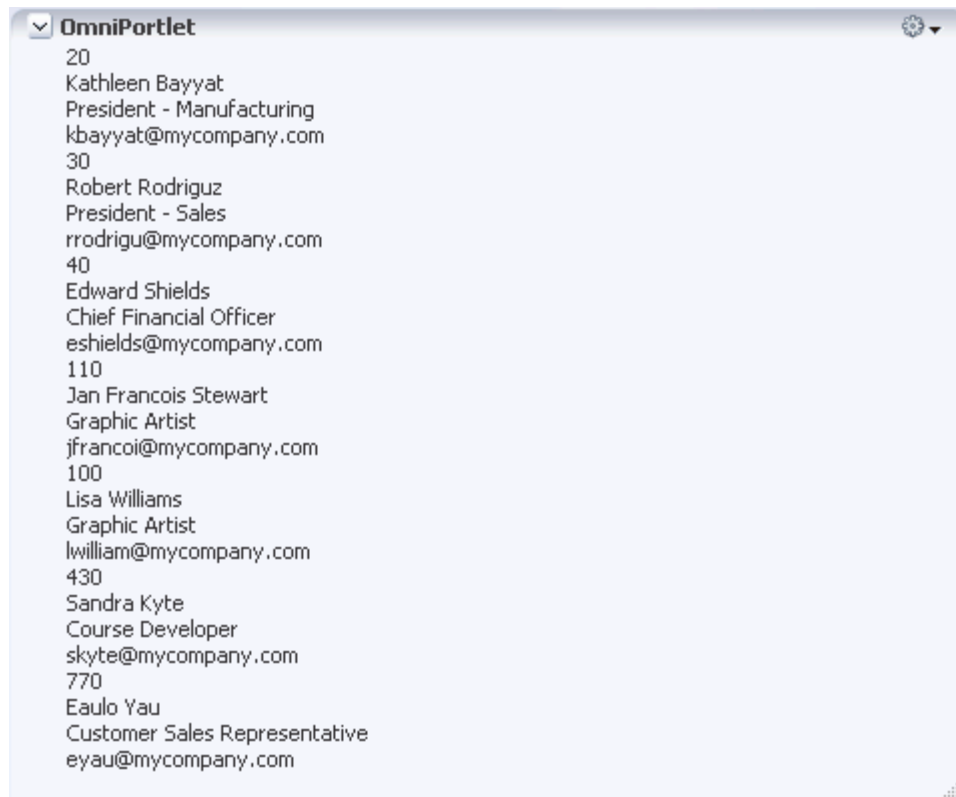 OmniPortlet
20
Kathleen Bayyat
President - Manufacturing
kbayyat@mycompany.com
30
Robert Rodriguz
President - Sales
rrodrigu@mycompany.com
40
Edward Shields
Chief Financial Officer
eshields@mycompany.com
110
Jan Francois Stewart
Graphic Artist
jfrancoi@mycompany.com
100
Lisa Williams
Graphic Artist
lwilliam@mycompany.com
430
Sandra Kyte
Course Developer
skyte@mycompany.com
770
Eaulo Yau
Customer Sales Representative
eyau@mycompany.com